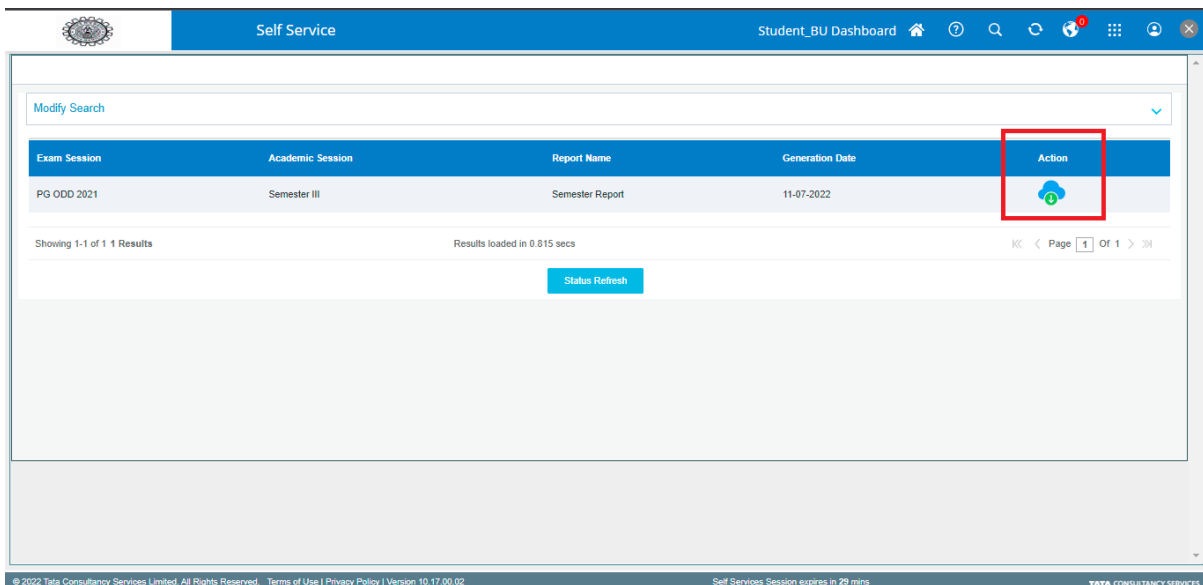 Self Service
Student_BU Dashboard
0
Modify Search
Exam Session Academic Session Report Name Generation Date Action
PG ODD 2021 Semester III Semester Report 11-07-2022
Showing 1-1 of 1 1 Results Results loaded in 0.815 secs Page 1 Of 1
Status Refresh
© 2022 Tata Consultancy Services Limited. All Rights Reserved. Terms of Use | Privacy Policy | Version 10.17.00.02 Self Services Session expires in 29 mins TATA CONSULTANCY SERVICES